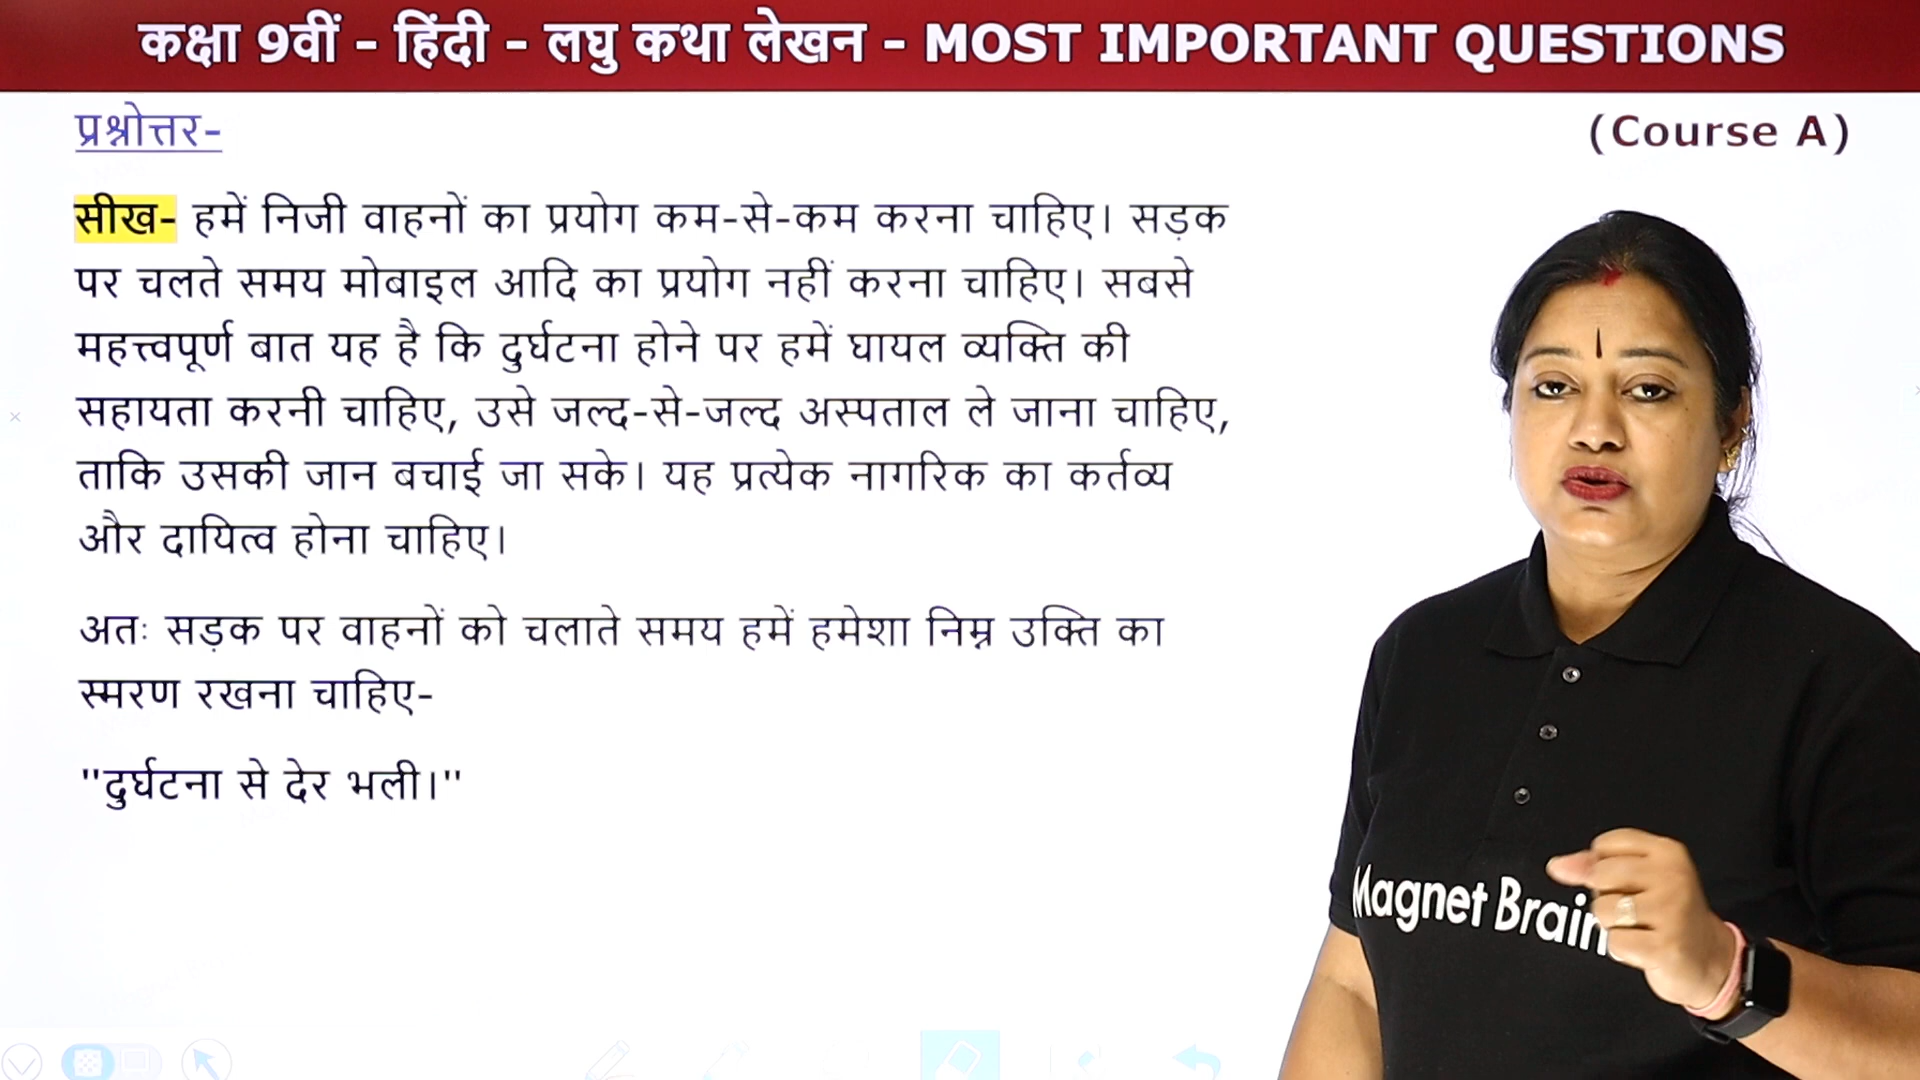 कक्षा 9वीं - हिंदी - लघु कथा लेखन - MOST IMPORTANT QUESTIONS
प्रश्नोत्तर-
(Course A)
सीख- हमें निजी वाहनों का प्रयोग कम-से-कम करना चाहिए। सड़क
पर चलते समय मोबाइल आदि का प्रयोग नहीं करना चाहिए। सबसे
महत्त्वपूर्ण बात यह है कि दुर्घटना होने पर हमें घायल व्यक्ति की
सहायता करनी चाहिए, उसे जल्द-से-जल्द अस्पताल ले जाना चाहिए,
ताकि उसकी जान बचाई जा सके। यह प्रत्येक नागरिक का कर्तव्य
और दायित्व होना चाहिए।
अतः सड़क पर वाहनों को चलाते समय हमें हमेशा निम्न उक्ति का
स्मरण रखना चाहिए-
"दुर्घटना से देर भली।"
Magnet Brain